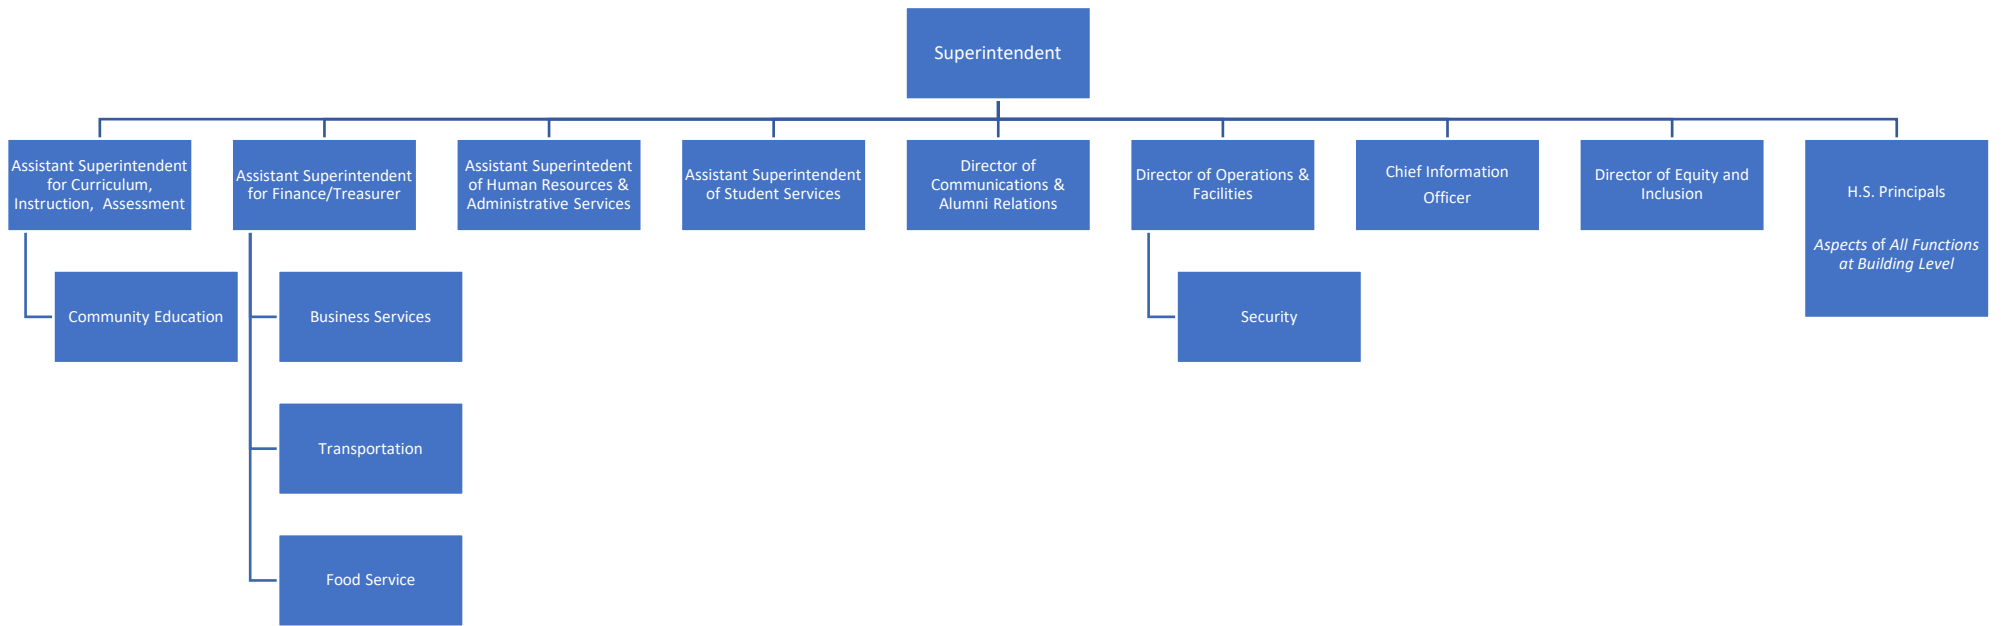 Superintendent
Assistant Superintendent
for Curriculum,
Instruction, Assessment
Assistant Superintendent
for Finance/Treasurer
Assistant Superintedent
of Human Resources &
Administrative Services
Assistant Superintendent
of Student Services
Director of
Communications &
Alumni Relations
Director of Operations &
Facilities
Chief Information
Officer
Director of Equity and
Inclusion
H.S. Principals
Aspects of All Functions
at Building Level
Community Education
Business Services
Security
Transportation
Food Service